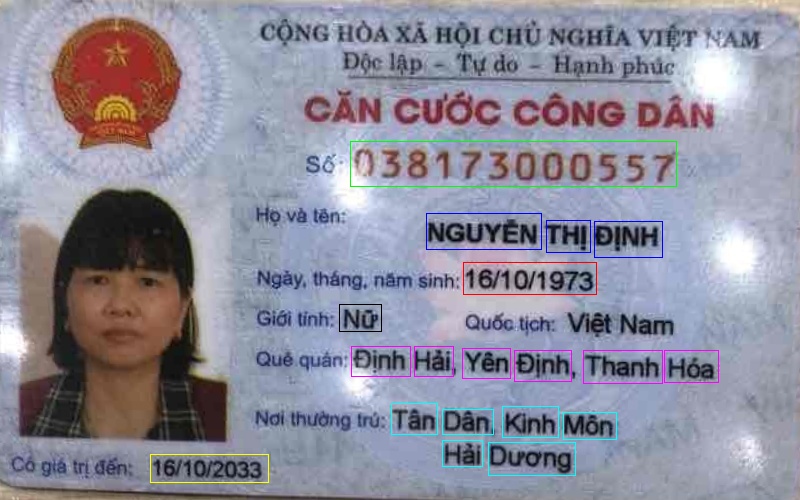 CỘNG HÒA XÃ HỘI CHỦ NGHĨA VIỆT NAM
Độc lập - Tự do - Hạnh phúc
CĂN CƯỚC CÔNG DÂN
Số: 038173000557
Họ và tên:
NGUYỄN THỊ ĐỊNH
Ngày, tháng, năm sinh: 16/10/1973
Giới tính: Nữ Quốc tịch: Việt Nam
Quê quán: Định Hải, Yên Định, Thanh Hóa
Nơi thường trú: Tân Dân, Kinh Môn
Hải Dương
Có giá trị đến: 16/10/2033